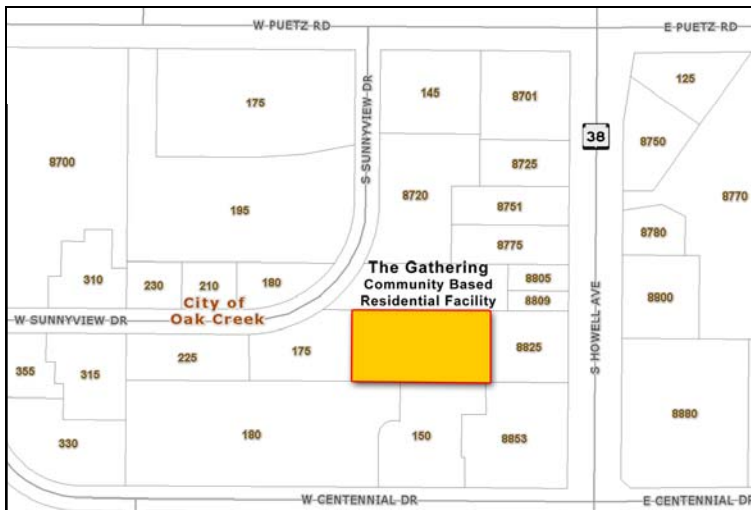 W PUETZ RD
E PUETZ RD
175
145
8701
125
S SUNNYVIEW DR
38
8700
8750
8725
8720
8770
195
8751
8780
8775
The Gathering
Community Based
Residential Facility
310
230
210
180
8805
8800
City of
Oak Creek
8809
W SUNNYVIEW DR
S HOWELL AVE
225
175
8825
355
315
8880
330
180
150
8853
W CENTENNIAL DR
E CENTENNIAL DR